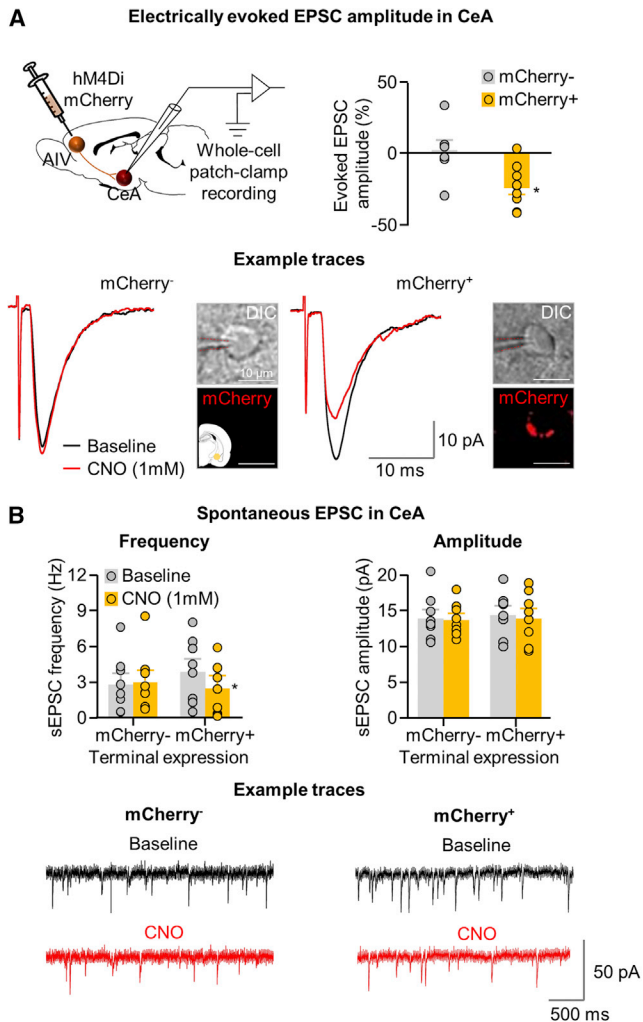 A
Electrically evoked EPSC amplitude in CeA
hM4Di
mCherry
AIV
CeA
Whole-cell
patch-clamp
recording
Evoked EPSC
amplitude (%)
50
0
-50
mCherry-
mCherry+
*
Example traces
mCherry-
DIC
10 µm
mCherry
Baseline
CNO (1mM)
mCherry+
DIC
mCherry
10 pA
10 ms
B
Spontaneous EPSC in CeA
Frequency
sEPSC frequency (Hz)
12
9
6
3
0
Baseline
CNO (1mM)
*
mCherry- mCherry+
Terminal expression
Amplitude
sEPSC amplitude (pA)
20
15
10
5
0
mCherry- mCherry+
Terminal expression
Example traces
mCherry-
Baseline
CNO
mCherry+
Baseline
CNO
50 pA
500 ms